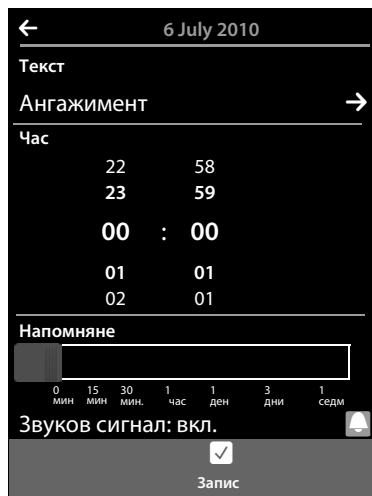 6 July 2010
Текст
Ангажимент
Час
22 58
23 59
00 : 00
01 01
02 01
Напомняне
0 15 30 1 1 3 1
мин мин мин. час ден дни седм
Звуков сигнал: вкл.
Запис